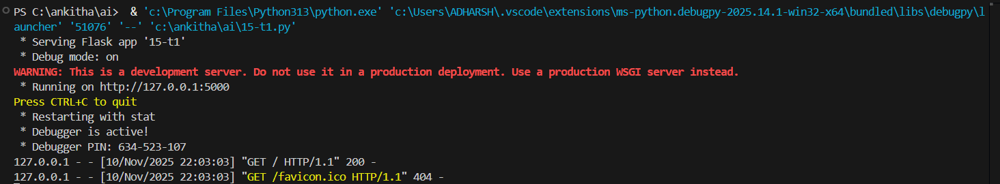 PS C:\ankitha\ai>  & 'c:\Program Files\Python313\python.exe' 'c:\Users\ADHARSH\.vscode\extensions\ms-python.debugpy-2025.14.1-win32-x64\bundled\libs\debugpy\l
auncher' '51076' '--' 'c:\ankitha\ai\15-t1.py'
 * Serving Flask app '15-t1'
 * Debug mode: on
WARNING: This is a development server. Do not use it in a production deployment. Use a production WSGI server instead.
 * Running on http://127.0.0.1:5000
Press CTRL+C to quit
 * Restarting with stat
 * Debugger is active!
 * Debugger PIN: 634-523-107
127.0.0.1 - - [10/Nov/2025 22:03:03] "GET / HTTP/1.1" 200 -
127.0.0.1 - - [10/Nov/2025 22:03:03] "GET /favicon.ico HTTP/1.1" 404 -